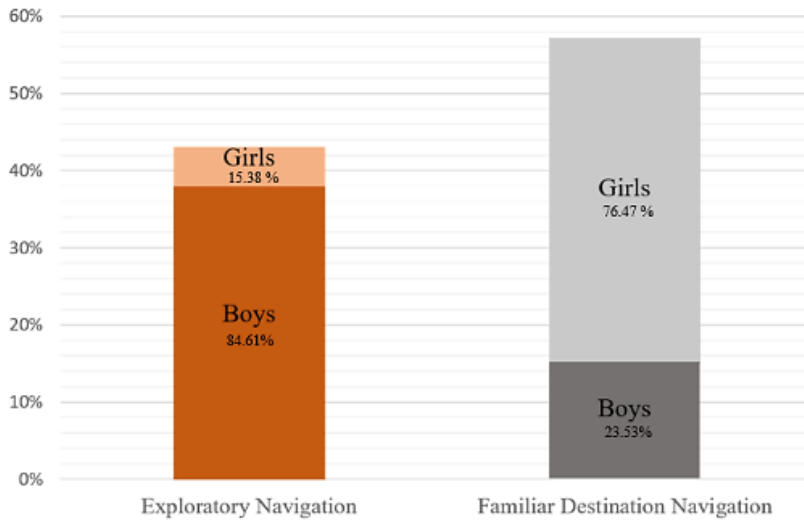 60%
50%
40%
30%
20%
10%
0%
Girls
15.38 %
Boys
84.61%
Girls
76.47 %
Boys
23.53%
Exploratory Navigation
Familiar Destination Navigation